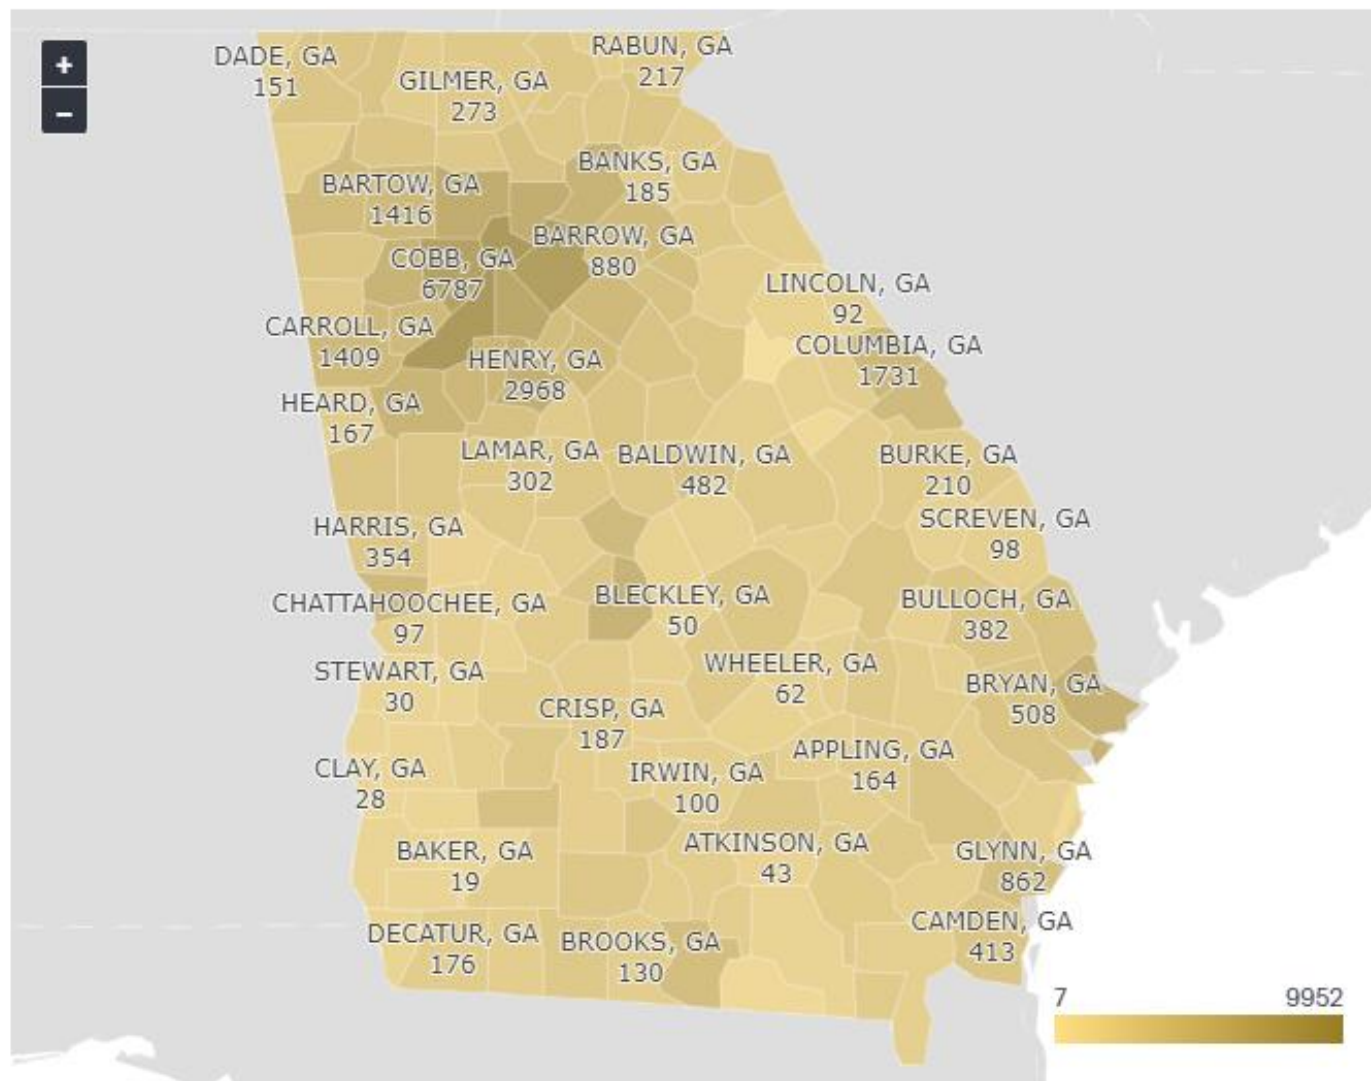 +
−
DADE, GA
151
RABUN, GA
217
GILMER, GA
273
BANKS, GA
185
BARTOW, GA
1416
BARROW, GA
880
COBB, GA
6787
LINCOLN, GA
92
CARROLL, GA
1409
COLUMBIA, GA
1731
HENRY, GA
2968
HEARD, GA
167
LAMAR, GA
302
BALDWIN, GA
482
BURKE, GA
210
HARRIS, GA
354
SCREVEN, GA
98
CHATTAHOOCHEE, GA
97
BLECKLEY, GA
50
BULLOCH, GA
382
STEWART, GA
30
WHEELER, GA
62
BRYAN, GA
508
CRISP, GA
187
APPLING, GA
164
CLAY, GA
28
IRWIN, GA
100
BAKER, GA
19
ATKINSON, GA
43
GLYNN, GA
862
DECATUR, GA
176
BROOKS, GA
130
CAMDEN, GA
413
7 9952